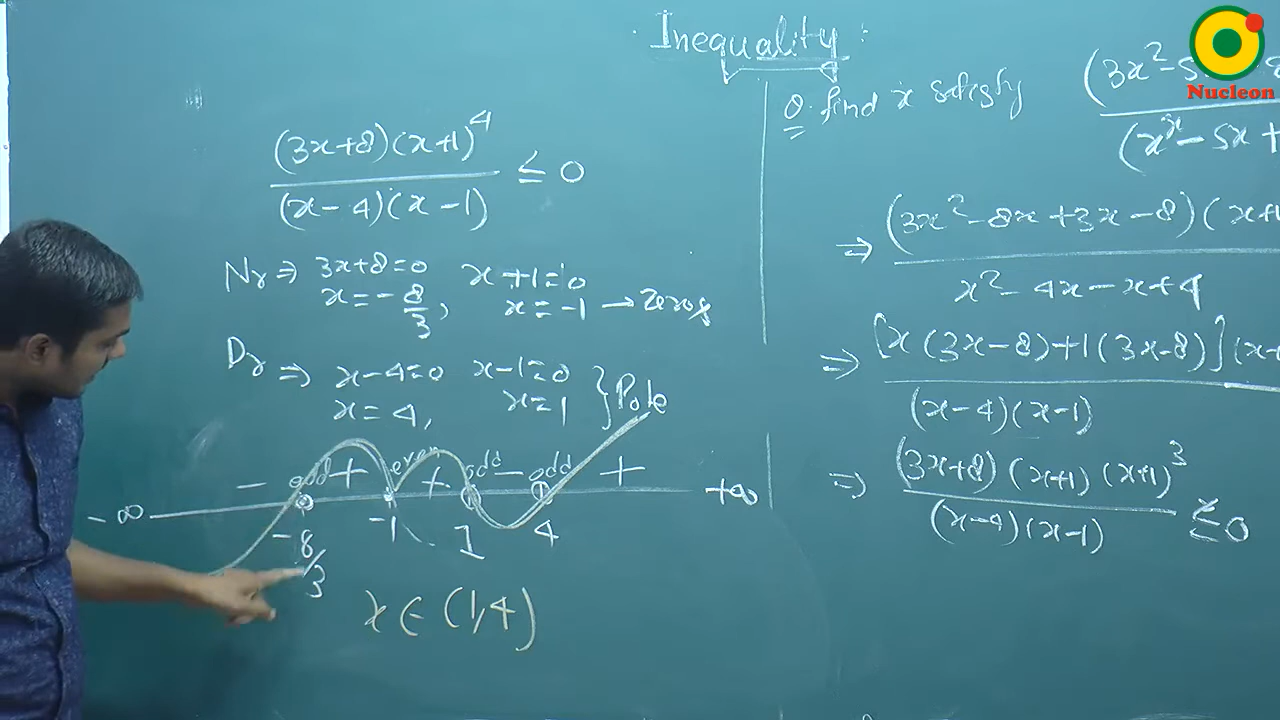 Inequality :
Nucleon
(3x+8)(x+1)^4
(x-4)(x-1)
≤ 0
Nr ⇒ 3x+8=0 x+1=0
x=-8/3, x=-1 → Zeros
Dr ⇒ x-4=0 x-1=0
x=4, x=1 } Pole
- odd + even + odd - odd +
-∞ +∞
-8/3 -1 1 4
x ∈ (1,4)
Q. find x satisfy
(3x²-5
(x²-5x+
⇒ (3x²-8x+3x-8)(x+1
x²-4x-x+4
⇒ [x(3x-8)+1(3x-8)](x+
(x-4)(x-1)
⇒ (3x+8)(x+1)(x+1)³
(x-4)(x-1)
≤ 0